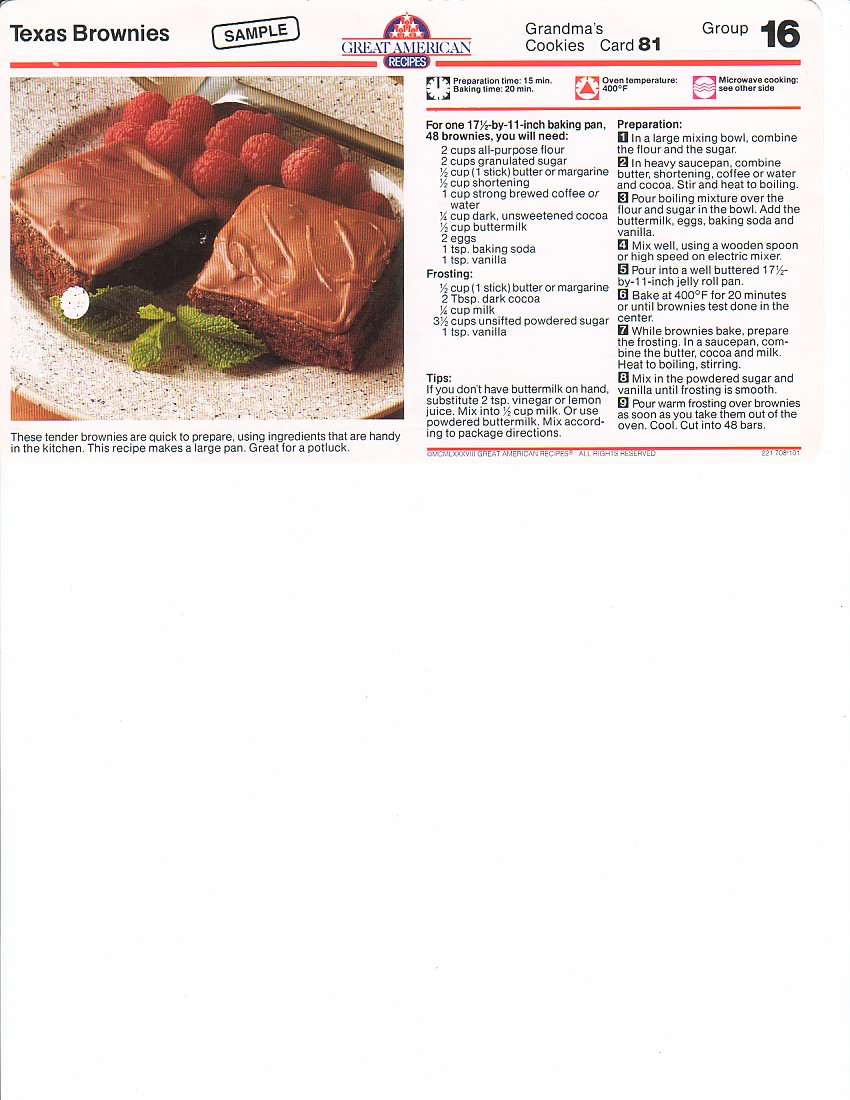 Texas Brownies
SAMPLE
GREAT AMERICAN
RECIPES
Grandma's
Cookies Card 81
Group 16
Preparation time: 15 min.
Baking time: 20 min.
Oven temperature:
400°F
Microwave cooking:
see other side
For one 17½-by-11-inch baking pan,
48 brownies, you will need:
2 cups all-purpose flour
2 cups granulated sugar
½ cup (1 stick) butter or margarine
½ cup shortening
1 cup strong brewed coffee or
water
¼ cup dark, unsweetened cocoa
½ cup buttermilk
2 eggs
1 tsp. baking soda
1 tsp. vanilla
Frosting:
½ cup (1 stick) butter or margarine
2 Tbsp. dark cocoa
¼ cup milk
3½ cups unsifted powdered sugar
1 tsp. vanilla
Tips:
If you don't have buttermilk on hand,
substitute 2 tsp. vinegar or lemon
juice. Mix into ½ cup milk. Or use
powdered buttermilk. Mix accord-
ing to package directions.
Preparation:
1 In a large mixing bowl, combine
the flour and the sugar.
2 In heavy saucepan, combine
butter, shortening, coffee or water
and cocoa. Stir and heat to boiling.
3 Pour boiling mixture over the
flour and sugar in the bowl. Add the
buttermilk, eggs, baking soda and
vanilla.
4 Mix well, using a wooden spoon
or high speed on electric mixer.
5 Pour into a well buttered 17½-
by-11-inch jelly roll pan.
6 Bake at 400°F for 20 minutes
or until brownies test done in the
center.
7 While brownies bake, prepare
the frosting. In a saucepan, com-
bine the butter, cocoa and milk.
Heat to boiling, stirring.
8 Mix in the powdered sugar and
vanilla until frosting is smooth.
9 Pour warm frosting over brownies
as soon as you take them out of the
oven. Cool. Cut into 48 bars.
These tender brownies are quick to prepare, using ingredients that are handy
in the kitchen. This recipe makes a large pan. Great for a potluck.
©MCMLXXXVIII GREAT AMERICAN RECIPES® ALL RIGHTS RESERVED
221 708*101